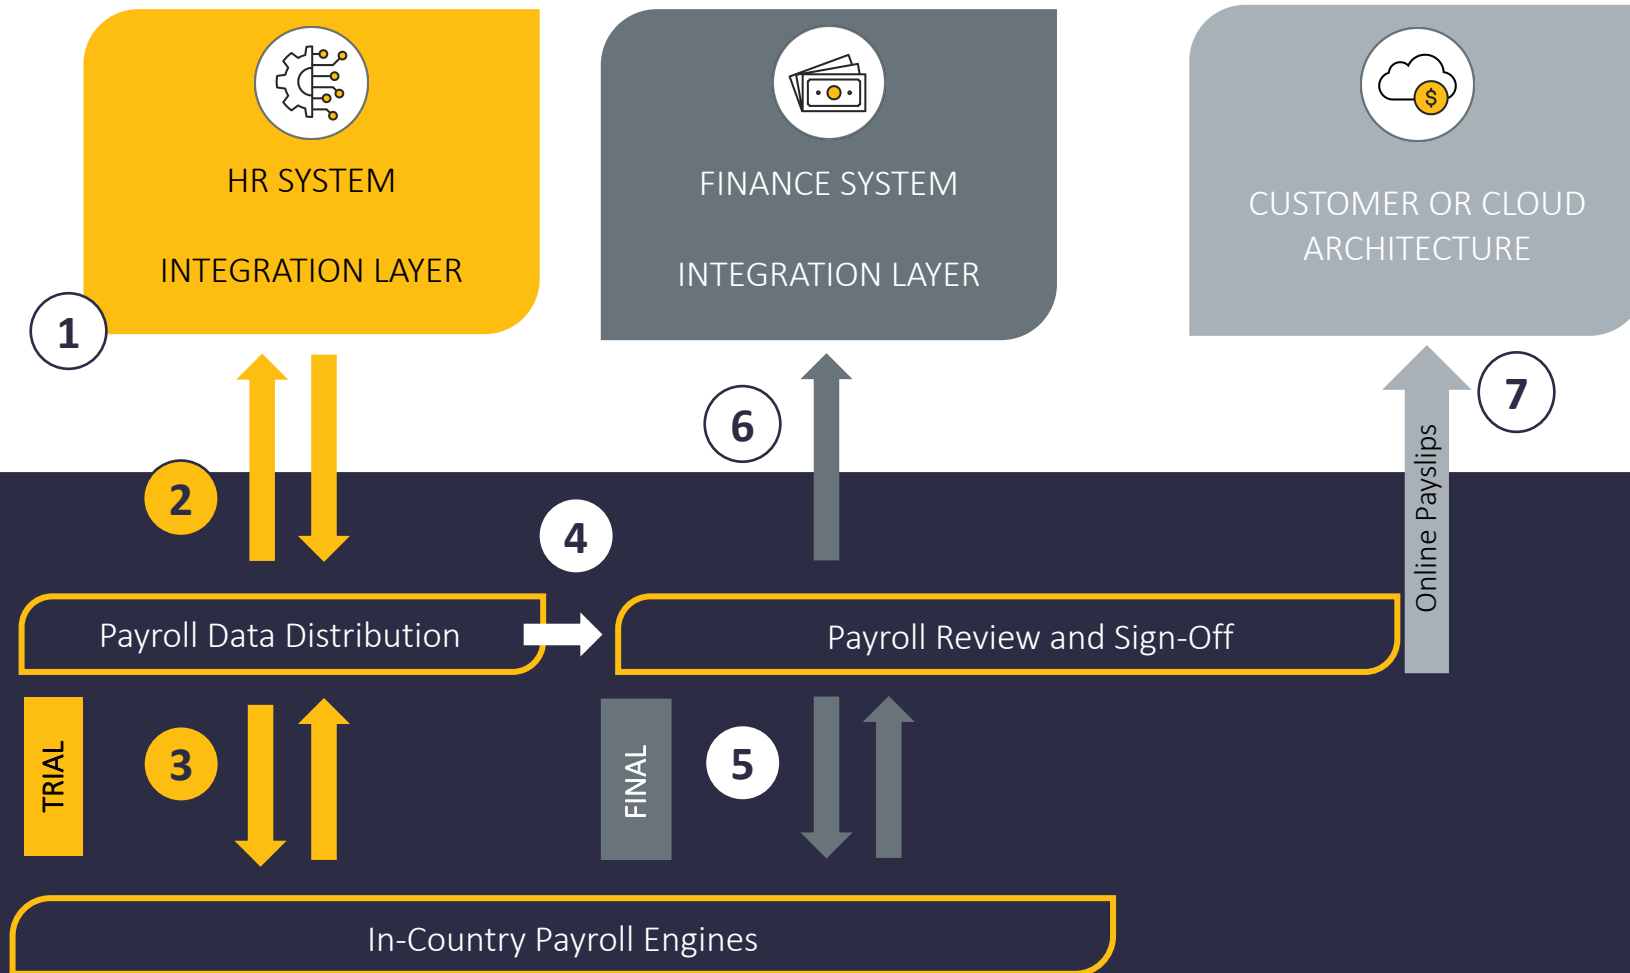 HR SYSTEM
INTEGRATION LAYER
FINANCE SYSTEM
INTEGRATION LAYER
$
CUSTOMER OR CLOUD
ARCHITECTURE
1
2
6
7
Online Payslips
4
Payroll Data Distribution
Payroll Review and Sign-Off
TRIAL
3
FINAL
5
In-Country Payroll Engines